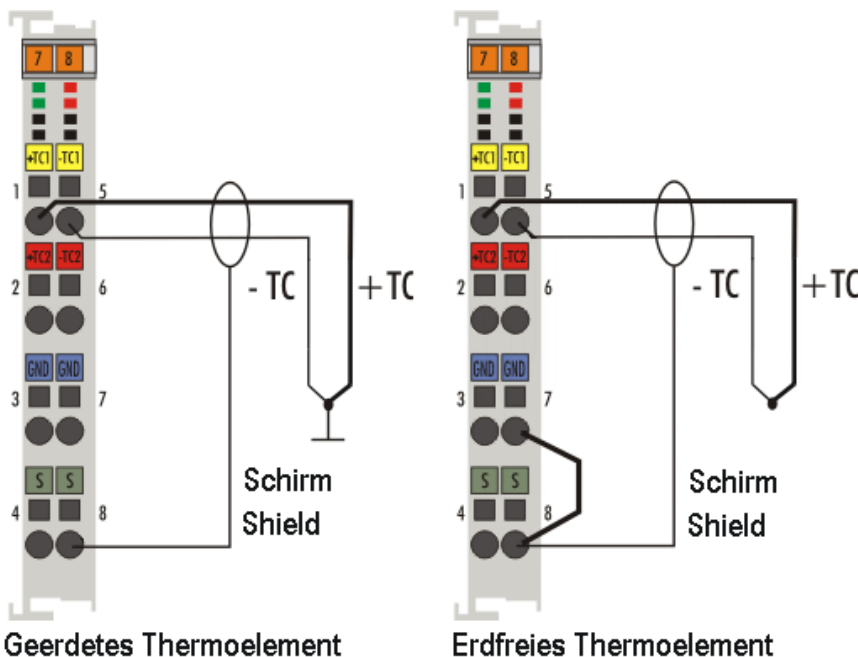 7 8
+TC1 -TC1
1 5
+TC2 -TC2
2 6
- TC +TC
GND GND
3 7
S S
4 8
Schirm
Shield
Geerdetes Thermoelement
7 8
+TC1 -TC1
1 5
+TC2 -TC2
2 6
- TC +TC
GND GND
3 7
S S
4 8
Schirm
Shield
Erdfreies Thermoelement